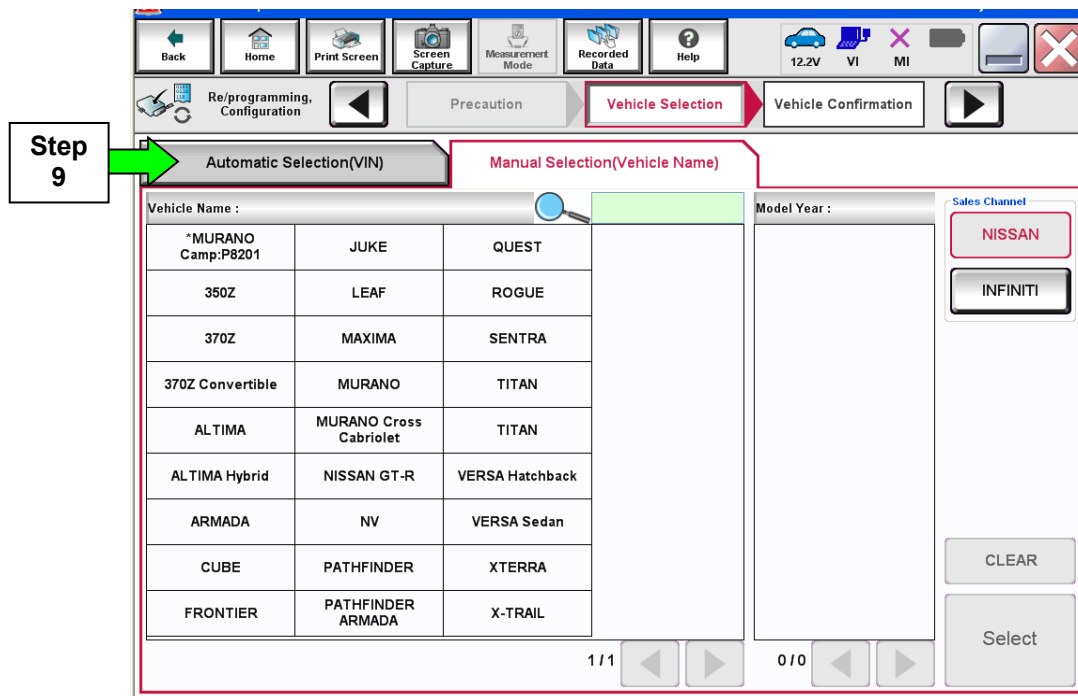 Back
Home
Print Screen
Screen
Capture
Measurement
Mode
Recorded
Data
Help
12.2V
VI
MI
Re/programming,
Configuration
Precaution
Vehicle Selection
Vehicle Confirmation
Step
9
Automatic Selection(VIN)
Manual Selection(Vehicle Name)
Vehicle Name :
Model Year :
Sales Channel
*MURANO
Camp:P8201
JUKE
QUEST
NISSAN
350Z
LEAF
ROGUE
INFINITI
370Z
MAXIMA
SENTRA
370Z Convertible
MURANO
TITAN
ALTIMA
MURANO Cross
Cabriolet
TITAN
ALTIMA Hybrid
NISSAN GT-R
VERSA Hatchback
ARMADA
NV
VERSA Sedan
CUBE
PATHFINDER
XTERRA
CLEAR
FRONTIER
PATHFINDER
ARMADA
X-TRAIL
Select
1/1
0/0